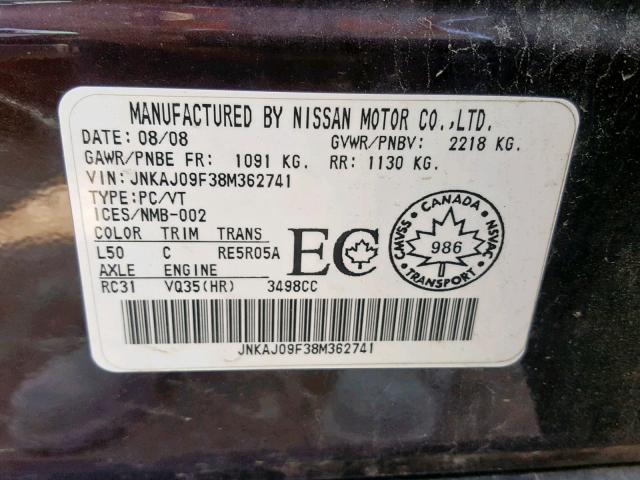 MANUFACTURED BY NISSAN MOTOR CO.,LTD.
DATE: 08/08 GVWR/PNBV: 2218 KG.
GAWR/PNBE FR: 1091 KG. RR: 1130 KG.
VIN: JNKAJ09F38M362741
TYPE: PC/VT
ICES/NMB-002
COLOR TRIM TRANS
L50 C RE5R05A
AXLE ENGINE
RC31 VQ35(HR) 3498CC
EC
CANADA
CMVSS 986 NSVAC
TRANSPORT
JNKAJ09F38M362741